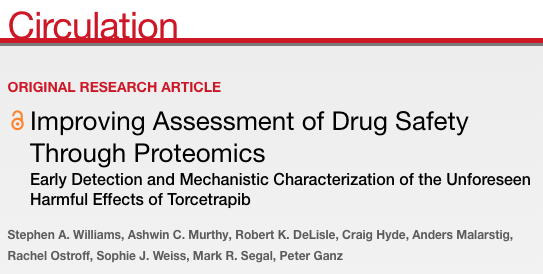 Circulation
ORIGINAL RESEARCH ARTICLE
Improving Assessment of Drug Safety
Through Proteomics
Early Detection and Mechanistic Characterization of the Unforeseen
Harmful Effects of Torcetrapib
Stephen A. Williams, Ashwin C. Murthy, Robert K. DeLisle, Craig Hyde, Anders Malarstig,
Rachel Ostroff, Sophie J. Weiss, Mark R. Segal, Peter Ganz